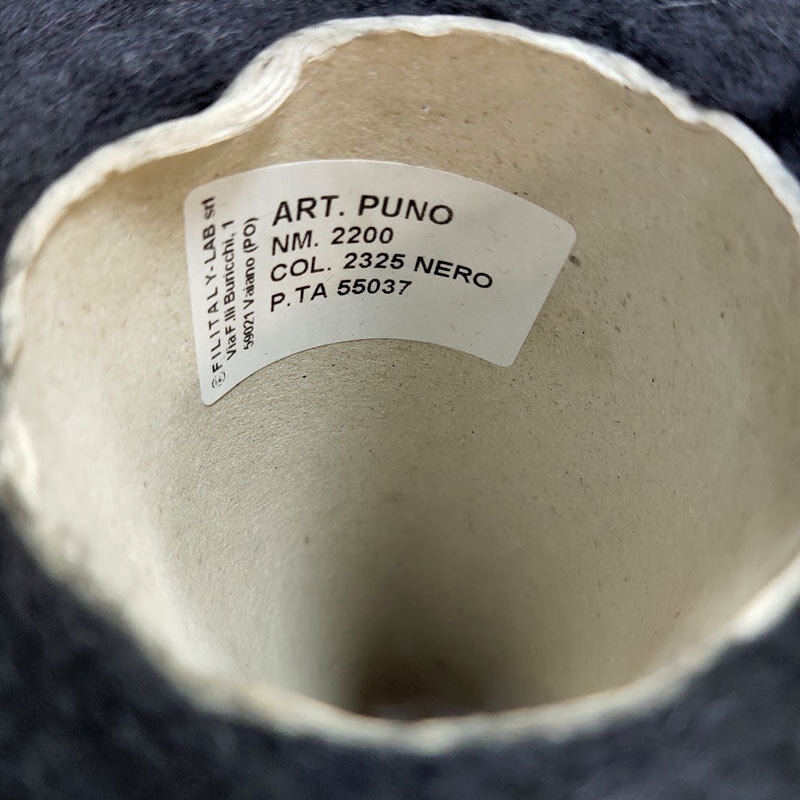 FILITALY-LAB srl
Via F.lli Buricchi, 1
59021 Vaiano (PO)
ART. PUNO
NM. 2200
COL. 2325 NERO
P.TA 55037